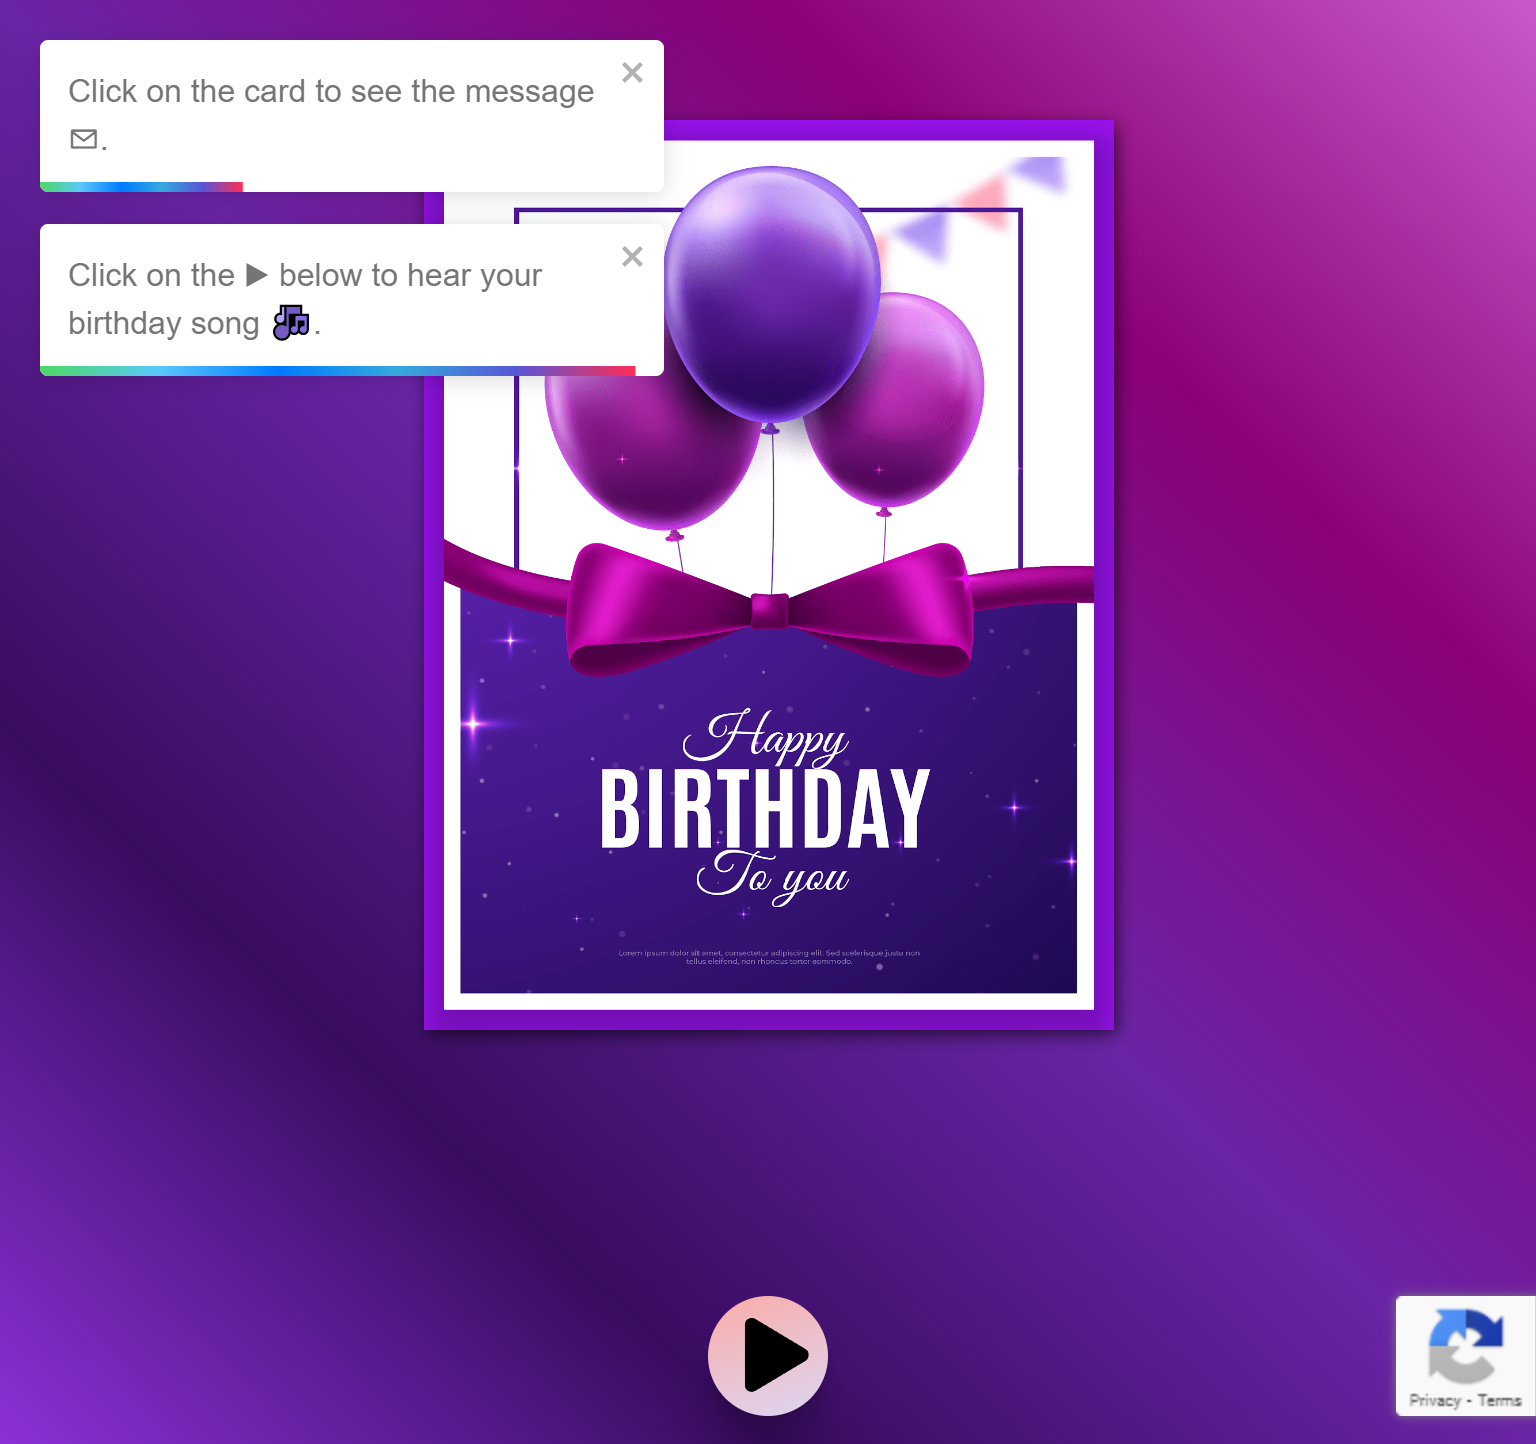 Click on the card to see the message
✉.
Click on the ▶ below to hear your
birthday song 🎶.
Happy
BIRTHDAY
To you
Lorem ipsum dolor sit amet, consectetur adipiscing elit. Sed scelerisque justo non
tellus eleifend, non rhoncus tortor commodo.
Privacy - Terms